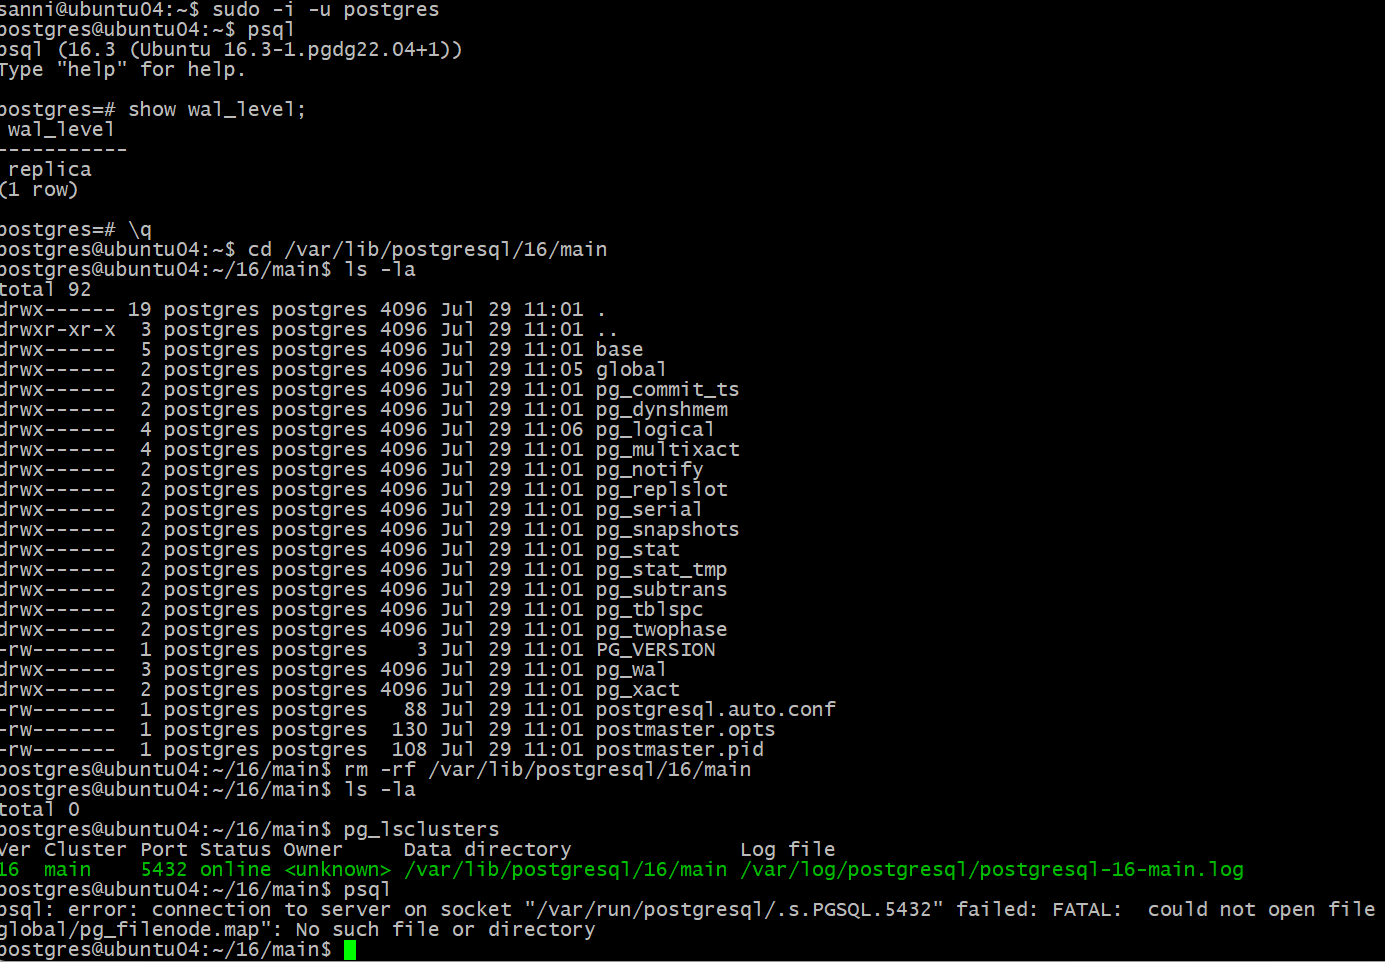 sanni@ubuntu04:~$ sudo -i -u postgres
postgres@ubuntu04:~$ psql
psql (16.3 (Ubuntu 16.3-1.pgdg22.04+1))
Type "help" for help.
postgres=# show wal_level;
wal_level
-----------
replica
(1 row)
postgres=# \q
postgres@ubuntu04:~$ cd /var/lib/postgresql/16/main
postgres@ubuntu04:~/16/main$ ls -la
total 92
drwx------ 19 postgres postgres 4096 Jul 29 11:01 .
drwxr-xr-x  3 postgres postgres 4096 Jul 29 11:01 ..
drwx------  5 postgres postgres 4096 Jul 29 11:01 base
drwx------  2 postgres postgres 4096 Jul 29 11:05 global
drwx------  2 postgres postgres 4096 Jul 29 11:01 pg_commit_ts
drwx------  2 postgres postgres 4096 Jul 29 11:01 pg_dynshmem
drwx------  4 postgres postgres 4096 Jul 29 11:06 pg_logical
drwx------  4 postgres postgres 4096 Jul 29 11:01 pg_multixact
drwx------  2 postgres postgres 4096 Jul 29 11:01 pg_notify
drwx------  2 postgres postgres 4096 Jul 29 11:01 pg_replslot
drwx------  2 postgres postgres 4096 Jul 29 11:01 pg_serial
drwx------  2 postgres postgres 4096 Jul 29 11:01 pg_snapshots
drwx------  2 postgres postgres 4096 Jul 29 11:01 pg_stat
drwx------  2 postgres postgres 4096 Jul 29 11:01 pg_stat_tmp
drwx------  2 postgres postgres 4096 Jul 29 11:01 pg_subtrans
drwx------  2 postgres postgres 4096 Jul 29 11:01 pg_tblspc
drwx------  2 postgres postgres 4096 Jul 29 11:01 pg_twophase
-rw-------  1 postgres postgres    3 Jul 29 11:01 PG_VERSION
drwx------  3 postgres postgres 4096 Jul 29 11:01 pg_wal
drwx------  2 postgres postgres 4096 Jul 29 11:01 pg_xact
-rw-------  1 postgres postgres   88 Jul 29 11:01 postgresql.auto.conf
-rw-------  1 postgres postgres  130 Jul 29 11:01 postmaster.opts
-rw-------  1 postgres postgres  108 Jul 29 11:01 postmaster.pid
postgres@ubuntu04:~/16/main$ rm -rf /var/lib/postgresql/16/main
postgres@ubuntu04:~/16/main$ ls -la
total 0
postgres@ubuntu04:~/16/main$ pg_lsclusters
Ver Cluster Port Status Owner     Data directory              Log file
16  main    5432 online <unknown> /var/lib/postgresql/16/main /var/log/postgresql/postgresql-16-main.log
postgres@ubuntu04:~/16/main$ psql
psql: error: connection to server on socket "/var/run/postgresql/.s.PGSQL.5432" failed: FATAL:  could not open file
global/pg_filenode.map": No such file or directory
postgres@ubuntu04:~/16/main$